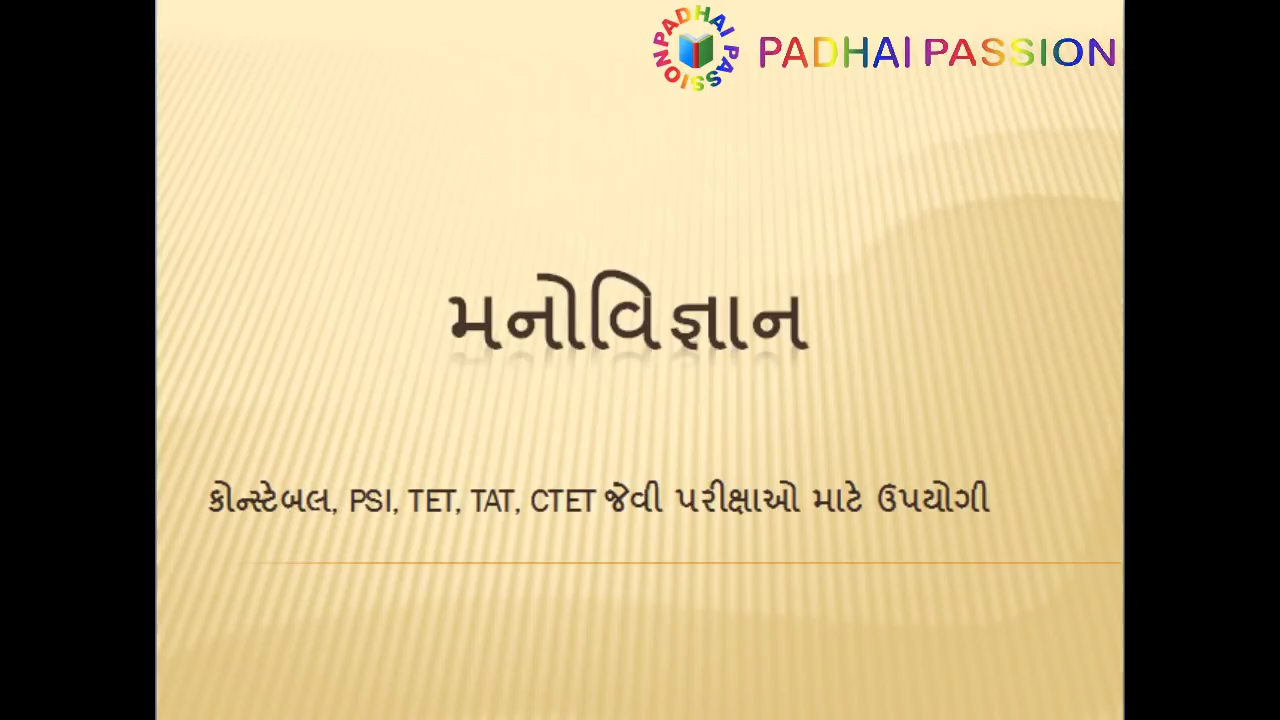 PADHAI PASSION
PADHAI PASSION
મનોવિજ્ઞાન
કોન્સ્ટેબલ, PSI, TET, TAT, CTET જેવી પરીક્ષાઓ માટે ઉપયોગી